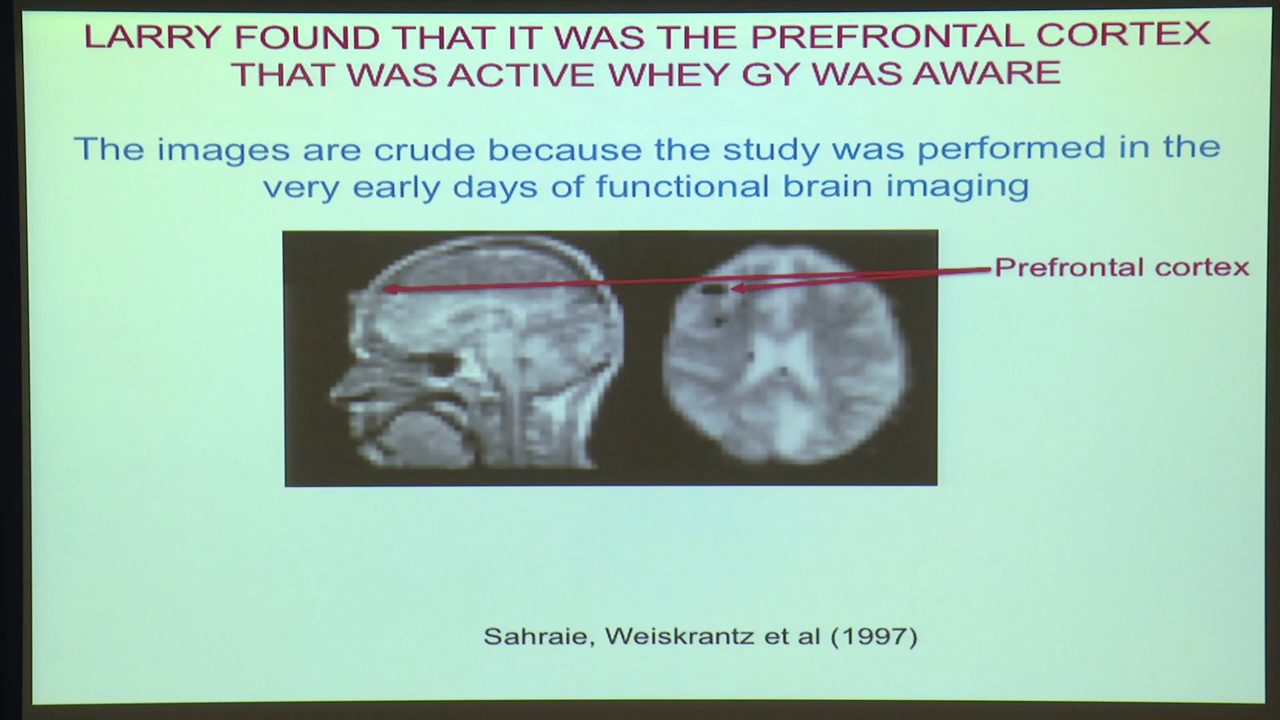 LARRY FOUND THAT IT WAS THE PREFRONTAL CORTEX
THAT WAS ACTIVE WHEY GY WAS AWARE
The images are crude because the study was performed in the
very early days of functional brain imaging
Prefrontal cortex
Sahraie, Weiskrantz et al (1997)